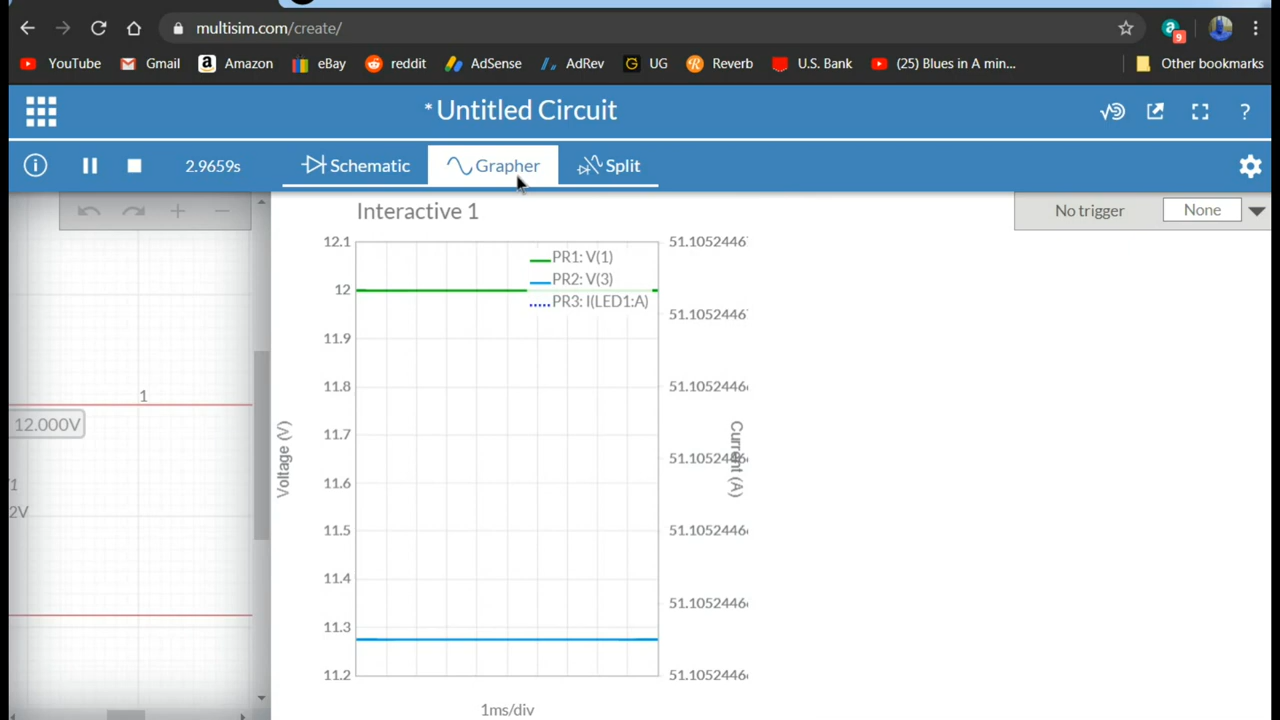 multisim.com/create/
9
YouTube Gmail Amazon eBay reddit AdSense AdRev UG Reverb U.S. Bank (25) Blues in A min... Other bookmarks
* Untitled Circuit
?
2.9659s Schematic Grapher Split
Interactive 1 No trigger None
12.1
12
11.9
11.8
11.7
11.6
11.5
11.4
11.3
11.2
Voltage (V)
PR1: V(1)
PR2: V(3)
PR3: I(LED1:A)
51.1052446
51.1052446
51.1052446
51.1052446
51.1052446
51.1052446
51.1052446
Current (A)
1ms/div
1
12.000V
/1
2V